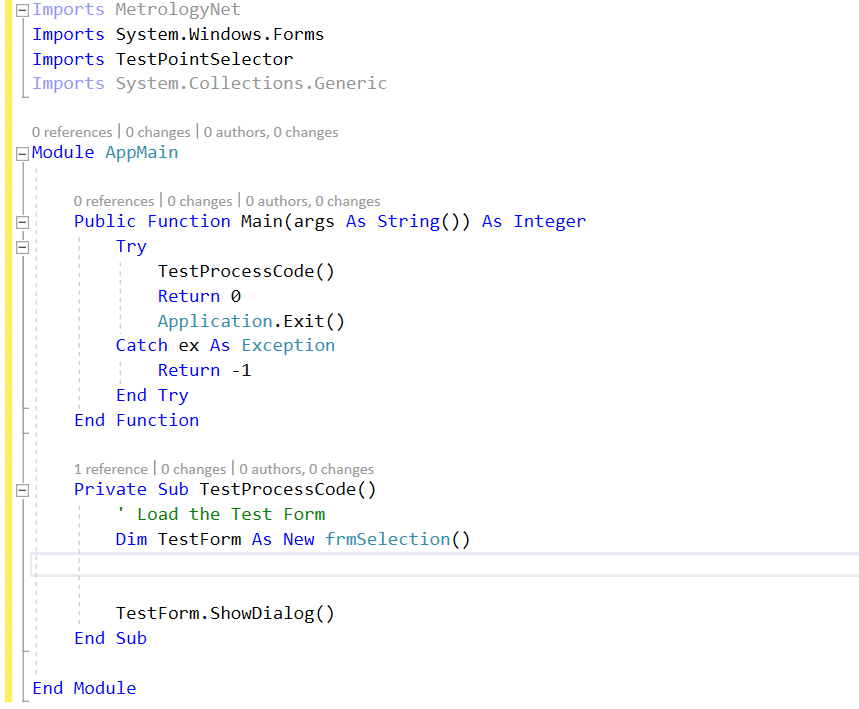 Imports MetrologyNet
Imports System.Windows.Forms
Imports TestPointSelector
Imports System.Collections.Generic
0 references | 0 changes | 0 authors, 0 changes
Module AppMain
0 references | 0 changes | 0 authors, 0 changes
Public Function Main(args As String()) As Integer
Try
TestProcessCode()
Return 0
Application.Exit()
Catch ex As Exception
Return -1
End Try
End Function
1 reference | 0 changes | 0 authors, 0 changes
Private Sub TestProcessCode()
' Load the Test Form
Dim TestForm As New frmSelection()
TestForm.ShowDialog()
End Sub
End Module